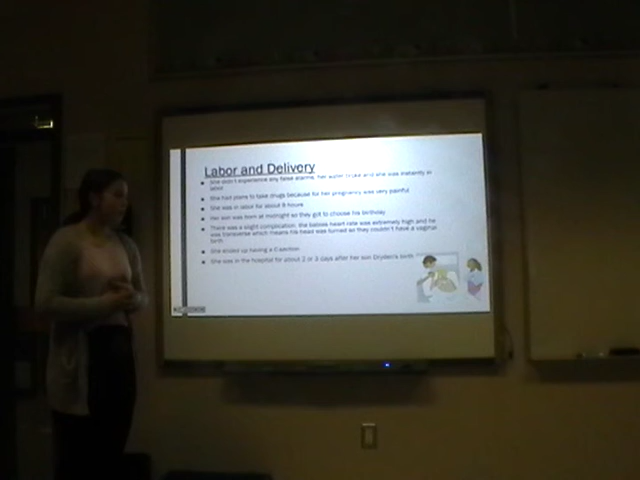 Labor and Delivery
She didn't experience any false alarms, her water broke and she was instantly in
labor
She had plans to take drugs because for her pregnancy was very painful
She was in labor for about 8 hours
Her son was born at midnight so they got to choose his birthday
There was a slight complication, the babies heart rate was extremely high and he
was transverse which means his head was turned so they couldn't have a vaginal
birth.
She ended up having a C section
She was in the hospital for about 2 or 3 days after her son Dryden's birth